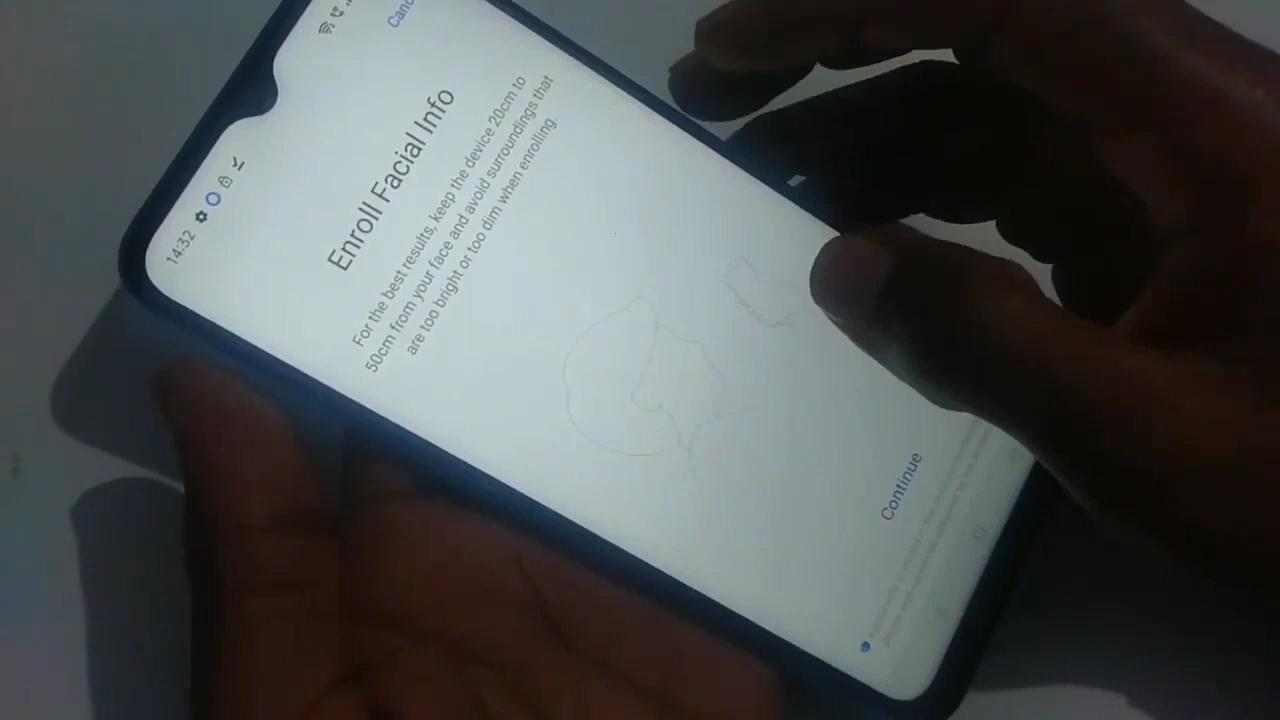 14:32
Canc
Enroll Facial Info
For the best results, keep the device 20cm to
50cm from your face and avoid surroundings that
are too bright or too dim when enrolling.
Continue